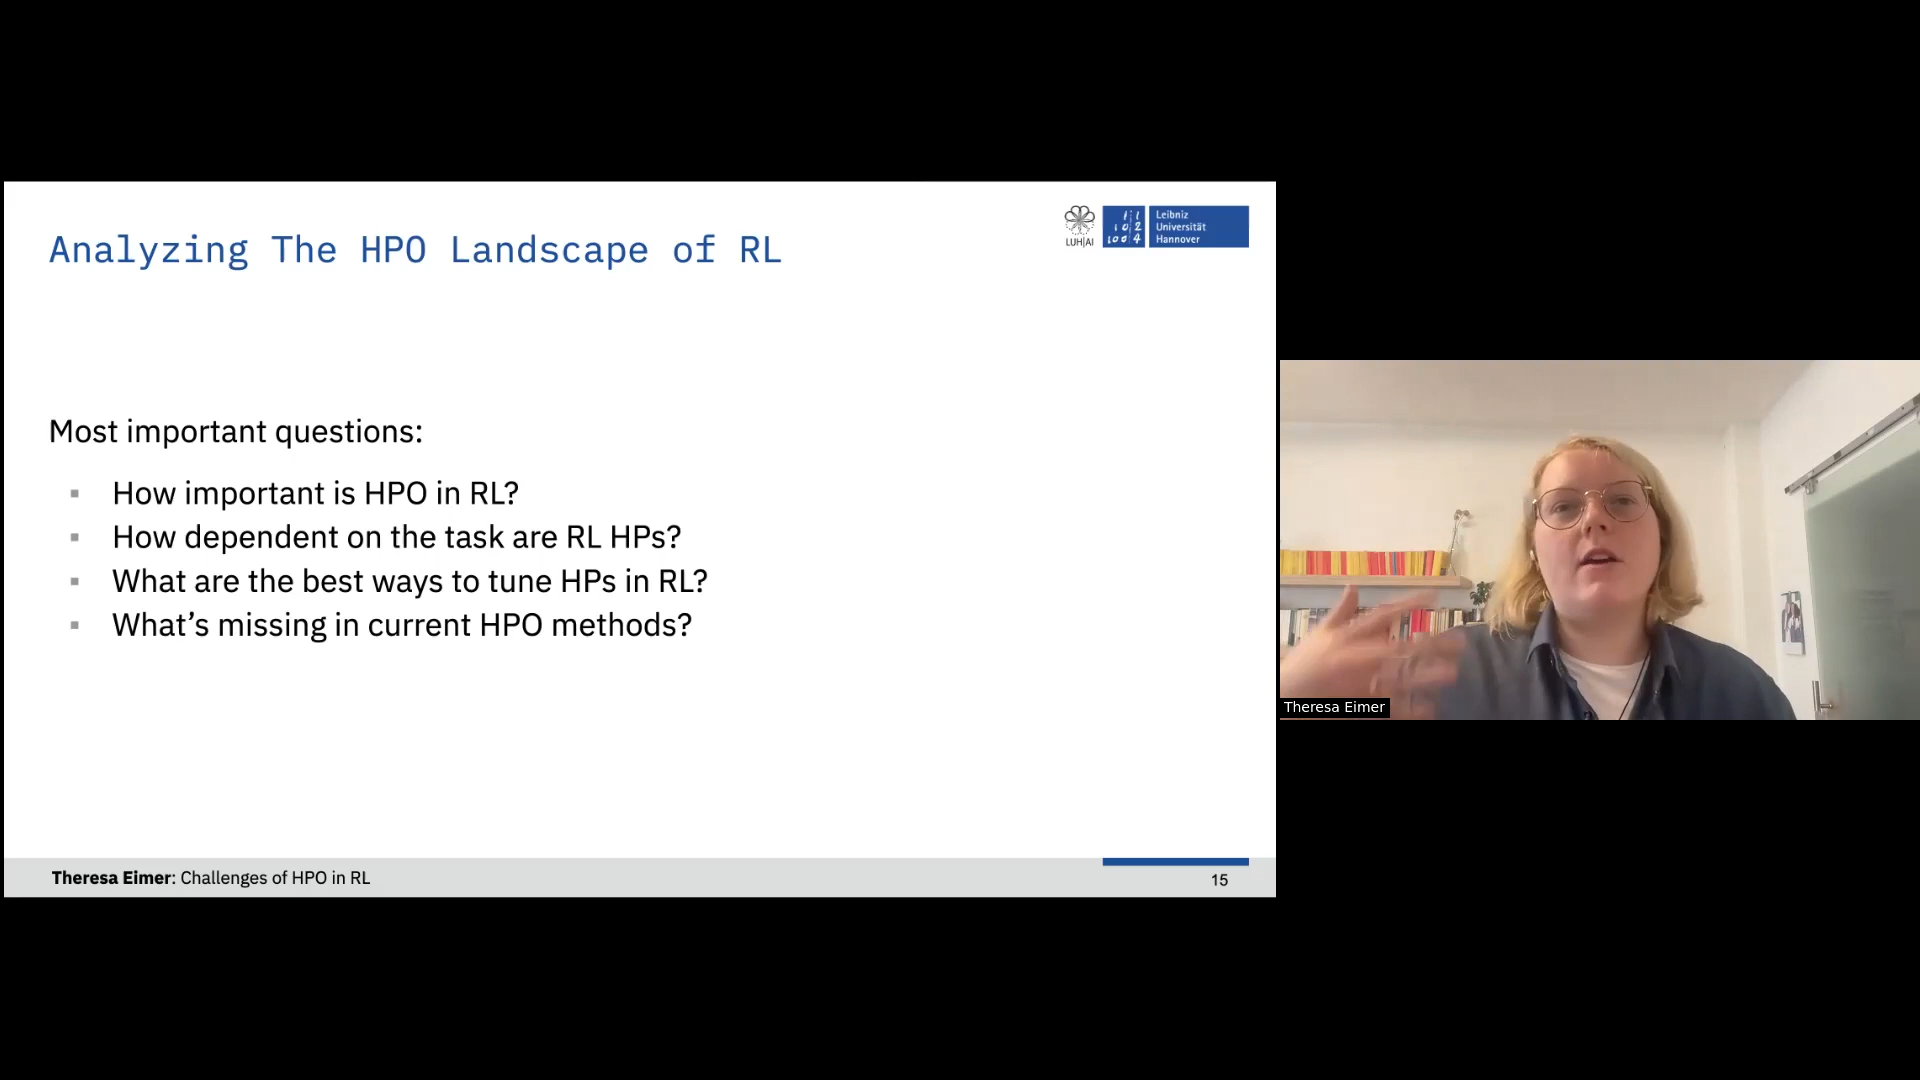 Analyzing The HPO Landscape of RL
LUH|AI
Leibniz
Universität
Hannover
Most important questions:
How important is HPO in RL?
How dependent on the task are RL HPs?
What are the best ways to tune HPs in RL?
What’s missing in current HPO methods?
Theresa Eimer: Challenges of HPO in RL
15
Theresa Eimer